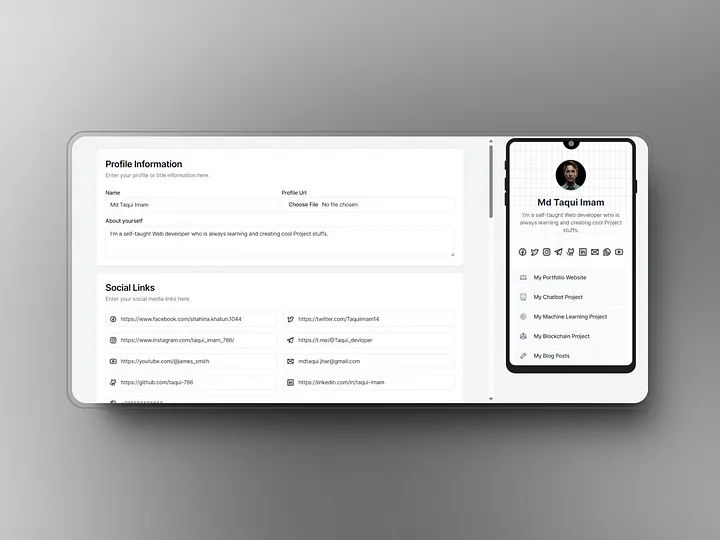 Profile Information
Enter your profile or title information here.
Name
Profile Url
Md Taqui Imam
Choose File No file chosen
About yourself
I'm a self-taught Web developer who is always learning and creating cool Project stuffs.
Social Links
Enter your social media links here.
https://www.facebook.com/shahina.khatun.1044
https://twitter.com/Taquiimam14
https://www.instagram.com/taqui_imam_786/
https://t.me/@Taqui_devloper
https://youtube.com/@james_smith
mdtaqui.jhar@gmail.com
https://github.com/taqui-786
https://linkedin.com/in/taqui-imam
Md Taqui Imam
I'm a self-taught Web developer who is
always learning and creating cool Project
stuffs.
My Portfolio Website
My Chatbot Project
My Machine Learning Project
My Blockchain Project
My Blog Posts